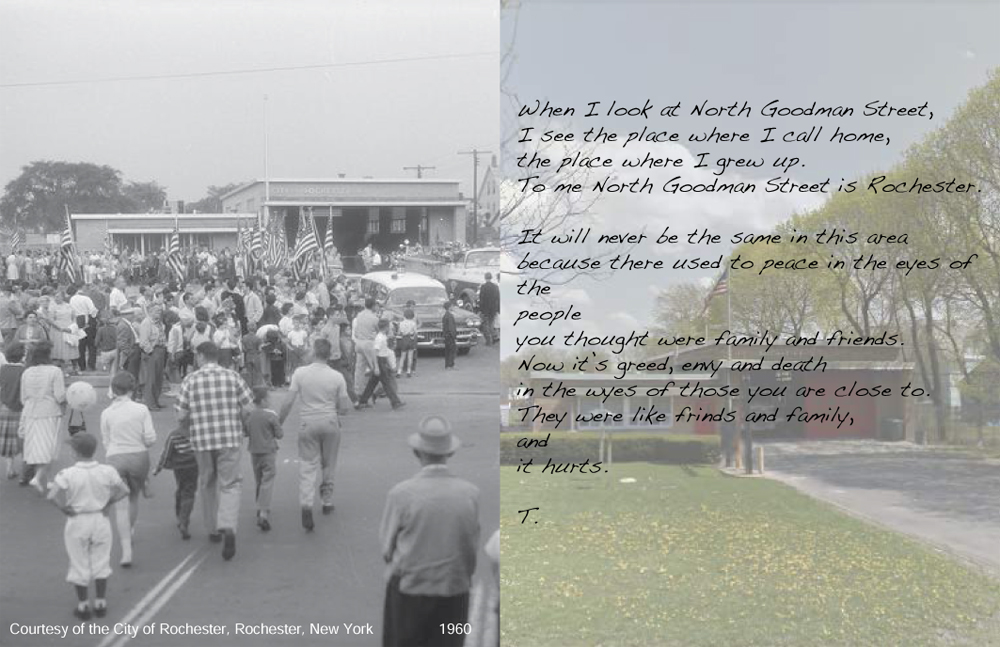 When I look at North Goodman Street,
I see the place where I call home,
the place where I grew up.
To me North Goodman Street is Rochester.
It will never be the same in this area
because there used to peace in the eyes of
the
people
you thought were family and friends.
Now it`s greed, envy and death
in the wyes of those you are close to.
They were like frinds and family,
and
it hurts.
T.
Courtesy of the City of Rochester, Rochester, New York 1960